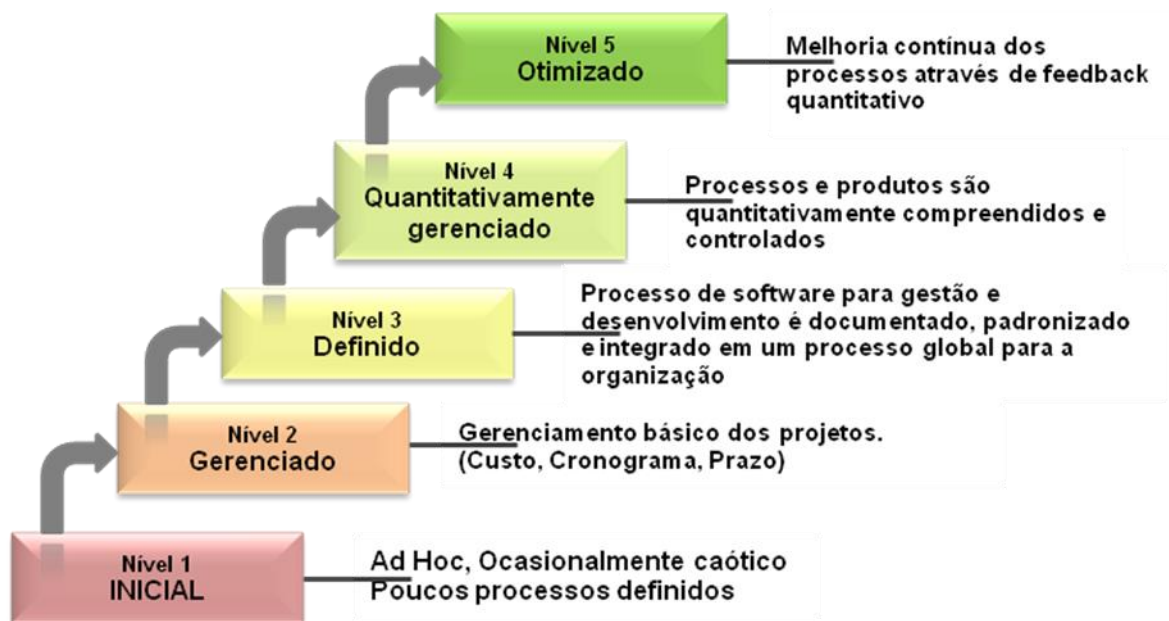 Nível 5
Otimizado
Melhoria contínua dos
processos através de feedback
quantitativo
Nível 4
Quantitativamente
gerenciado
Processos e produtos são
quantitativamente compreendidos e
controlados
Nível 3
Definido
Processo de software para gestão e
desenvolvimento é documentado, padronizado
e integrado em um processo global para a
organização
Nível 2
Gerenciado
Gerenciamento básico dos projetos.
(Custo, Cronograma, Prazo)
Nível 1
INICIAL
Ad Hoc, Ocasionalmente caótico
Poucos processos definidos